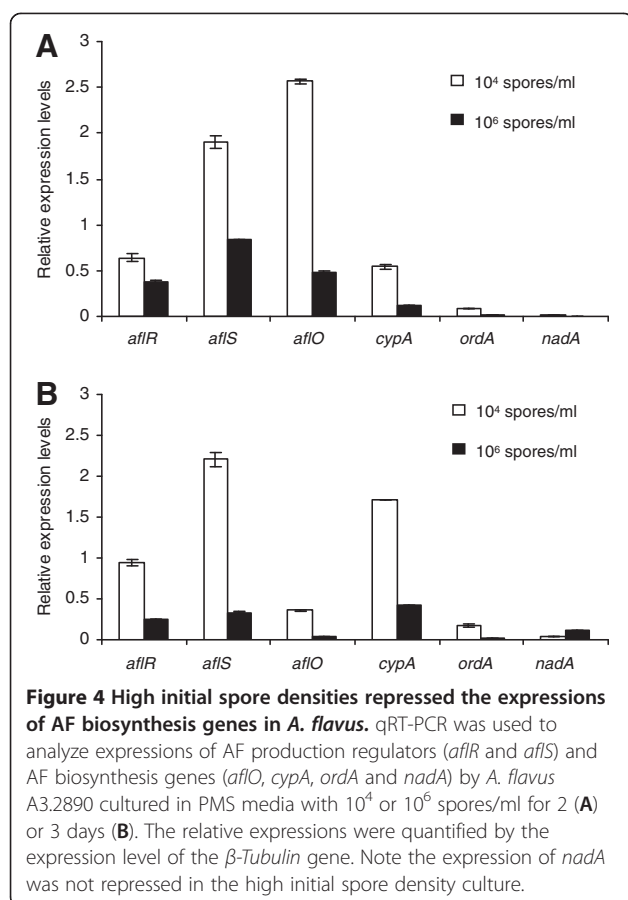 A
Relative expression levels
3
2.5
2
1.5
1
0.5
0
10⁴ spores/ml
10⁶ spores/ml
aflR aflS aflO cypA ordA nadA
B
Relative expression levels
3
2.5
2
1.5
1
0.5
0
10⁴ spores/ml
10⁶ spores/ml
aflR aflS aflO cypA ordA nadA
Figure 4 High initial spore densities repressed the expressions
of AF biosynthesis genes in A. flavus. qRT-PCR was used to
analyze expressions of AF production regulators (aflR and aflS) and
AF biosynthesis genes (aflO, cypA, ordA and nadA) by A. flavus
A3.2890 cultured in PMS media with 10⁴ or 10⁶ spores/ml for 2 (A)
or 3 days (B). The relative expressions were quantified by the
expression level of the β-Tubulin gene. Note the expression of nadA
was not repressed in the high initial spore density culture.